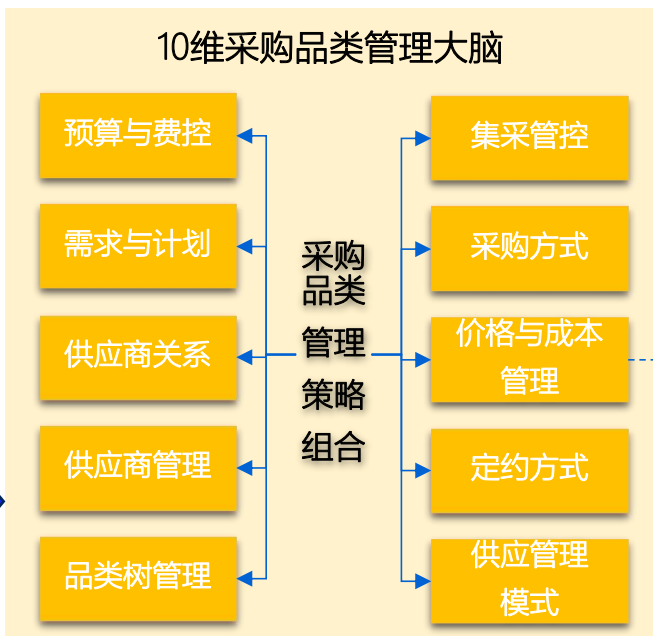 10维采购品类管理大脑
预算与费控
需求与计划
供应商关系
供应商管理
品类树管理
采购
品类
管理
策略
组合
集采管控
采购方式
价格与成本
管理
定约方式
供应管理
模式